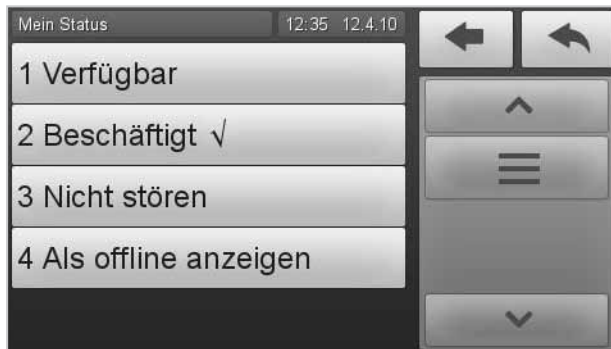 Mein Status 12:35 12.4.10
1 Verfügbar
2 Beschäftigt √
3 Nicht stören
4 Als offline anzeigen